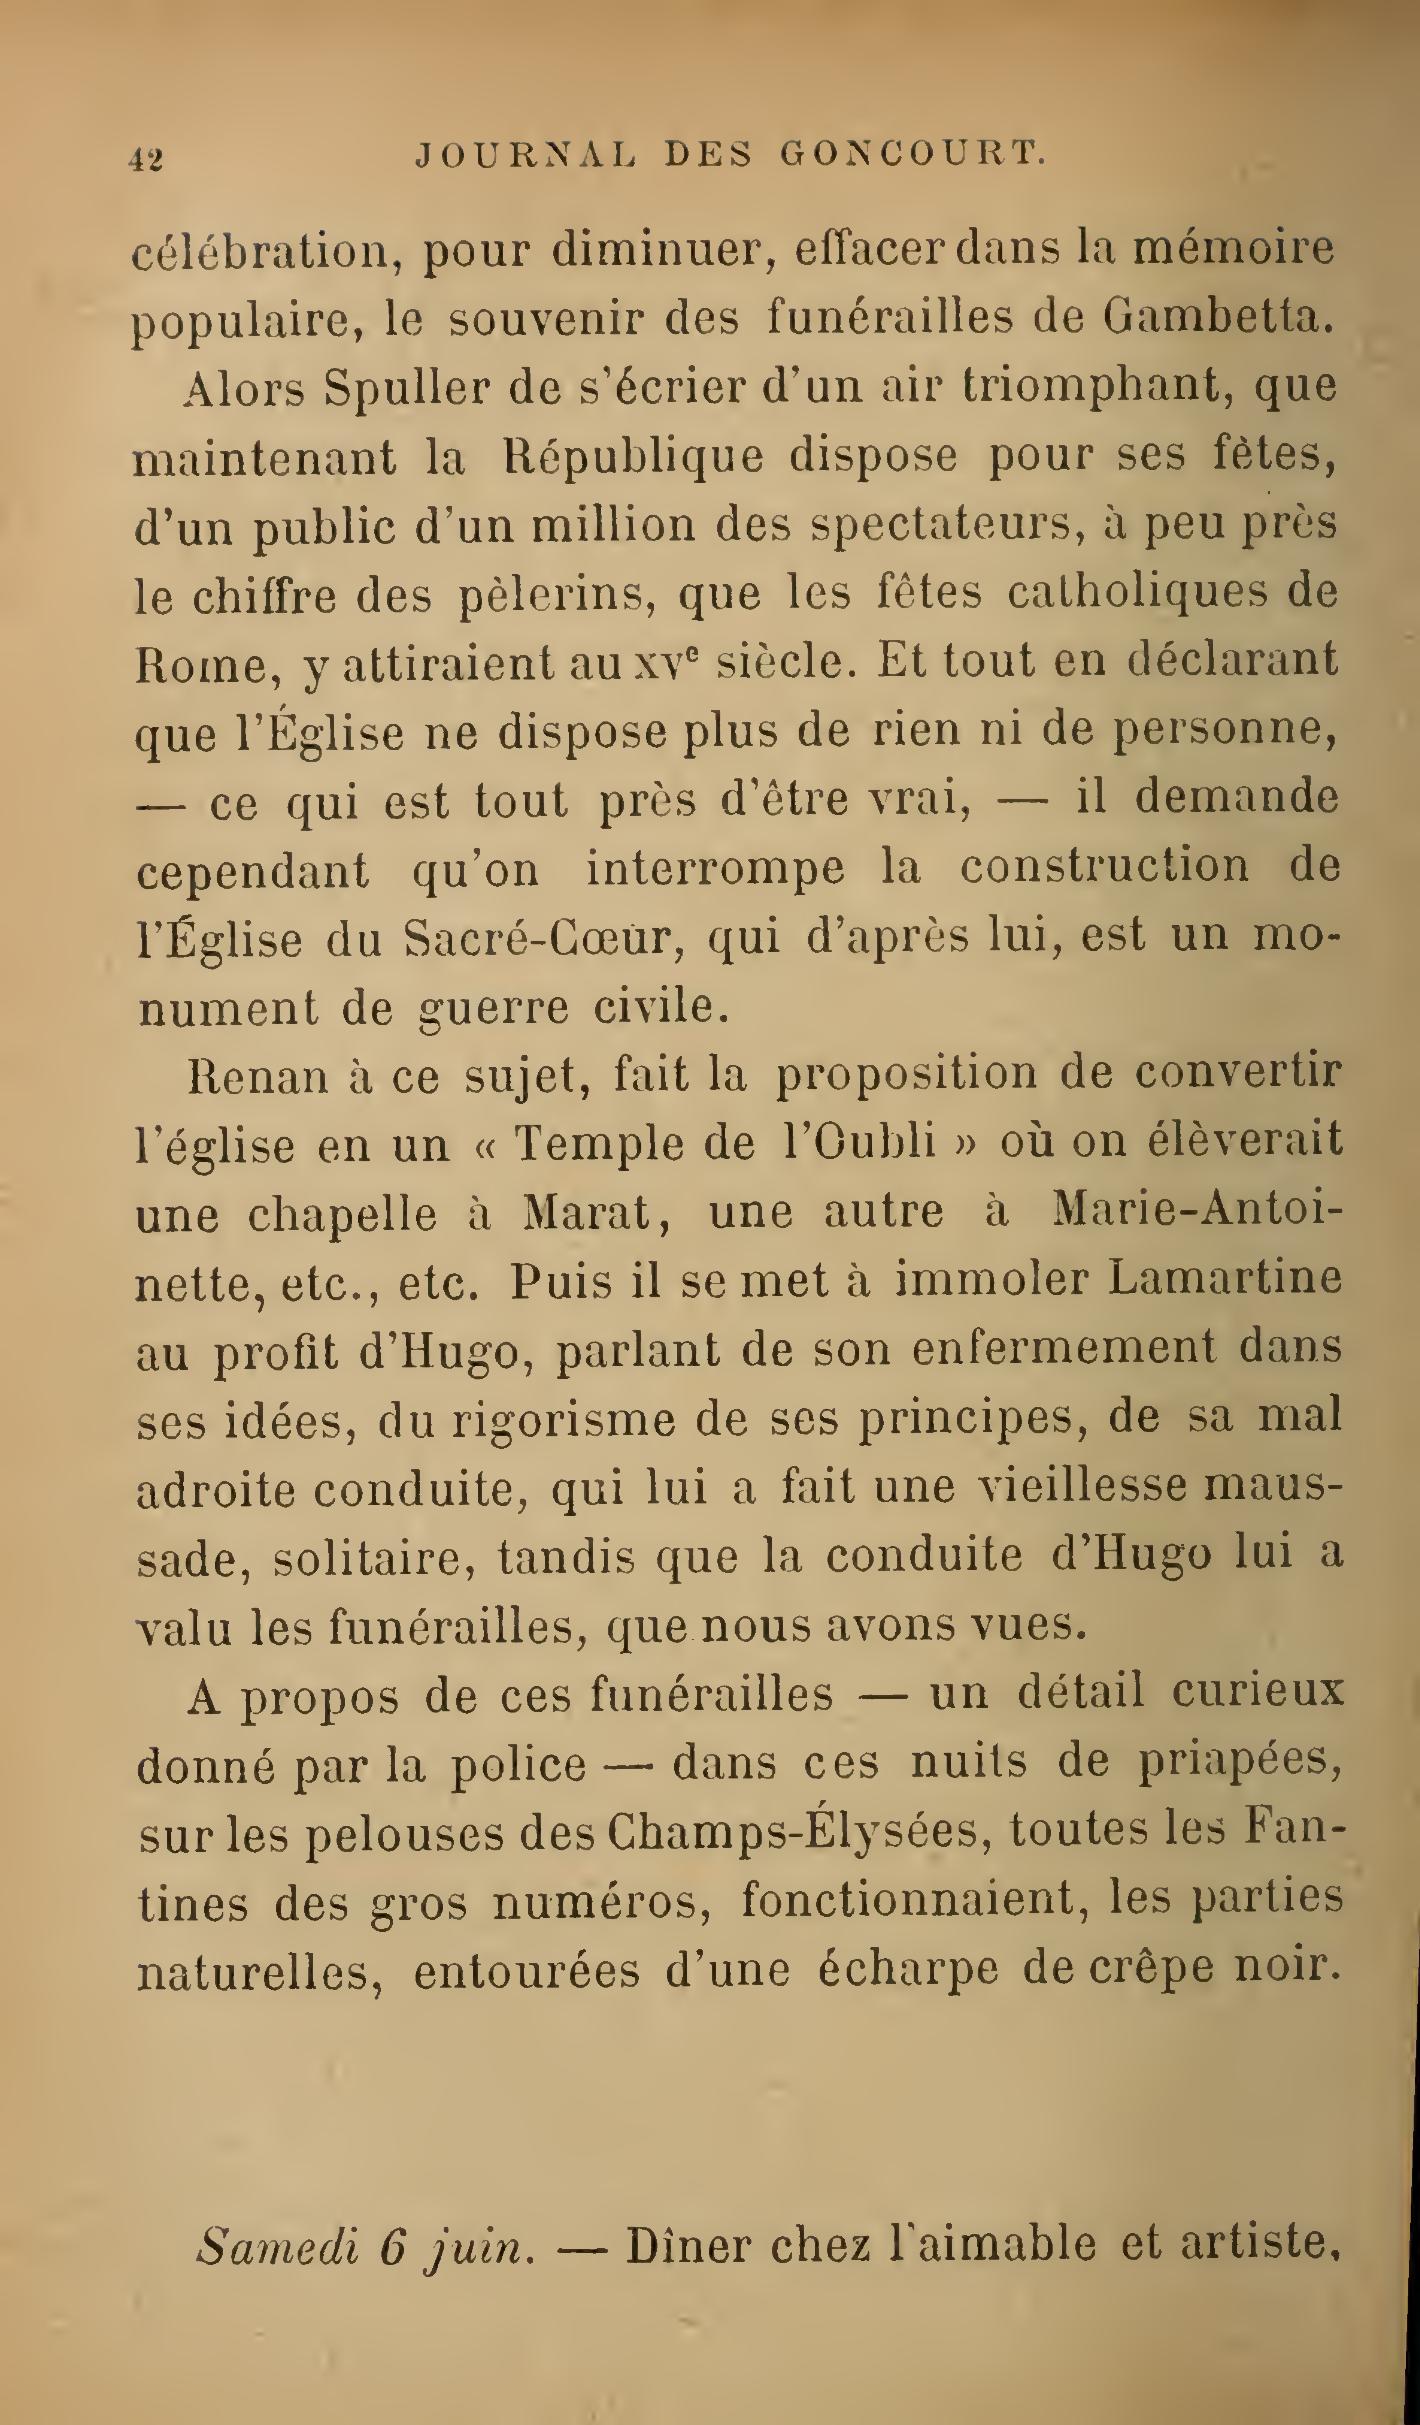 42 JOURNAL DES GONCOURT.
célébration, pour diminuer, effacer dans la mémoire
populaire, le souvenir des funérailles de Gambetta.
Alors Spuller de s'écrier d'un air triomphant, que
maintenant la République dispose pour ses fêtes,
d'un public d'un million des spectateurs, à peu près
le chiffre des pèlerins, que les fêtes catholiques de
Rome, y attiraient au XVe siècle. Et tout en déclarant
que l'Église ne dispose plus de rien ni de personne,
— ce qui est tout près d'être vrai, — il demande
cependant qu'on interrompe la construction de
l'Église du Sacré-Cœur, qui d'après lui, est un mo-
nument de guerre civile.
Renan à ce sujet, fait la proposition de convertir
l'église en un « Temple de l'Oubli » où on élèverait
une chapelle à Marat, une autre à Marie-Antoi-
nette, etc., etc. Puis il se met à immoler Lamartine
au profit d'Hugo, parlant de son enfermement dans
ses idées, du rigorisme de ses principes, de sa mal
adroite conduite, qui lui a fait une vieillesse maus-
sade, solitaire, tandis que la conduite d'Hugo lui a
valu les funérailles, que nous avons vues.
A propos de ces funérailles — un détail curieux
donné par la police — dans ces nuits de priapées,
sur les pelouses des Champs-Élysées, toutes les Fan-
tines des gros numéros, fonctionnaient, les parties
naturelles, entourées d'une écharpe de crêpe noir.
Samedi 6 juin. — Dîner chez l'aimable et artiste,